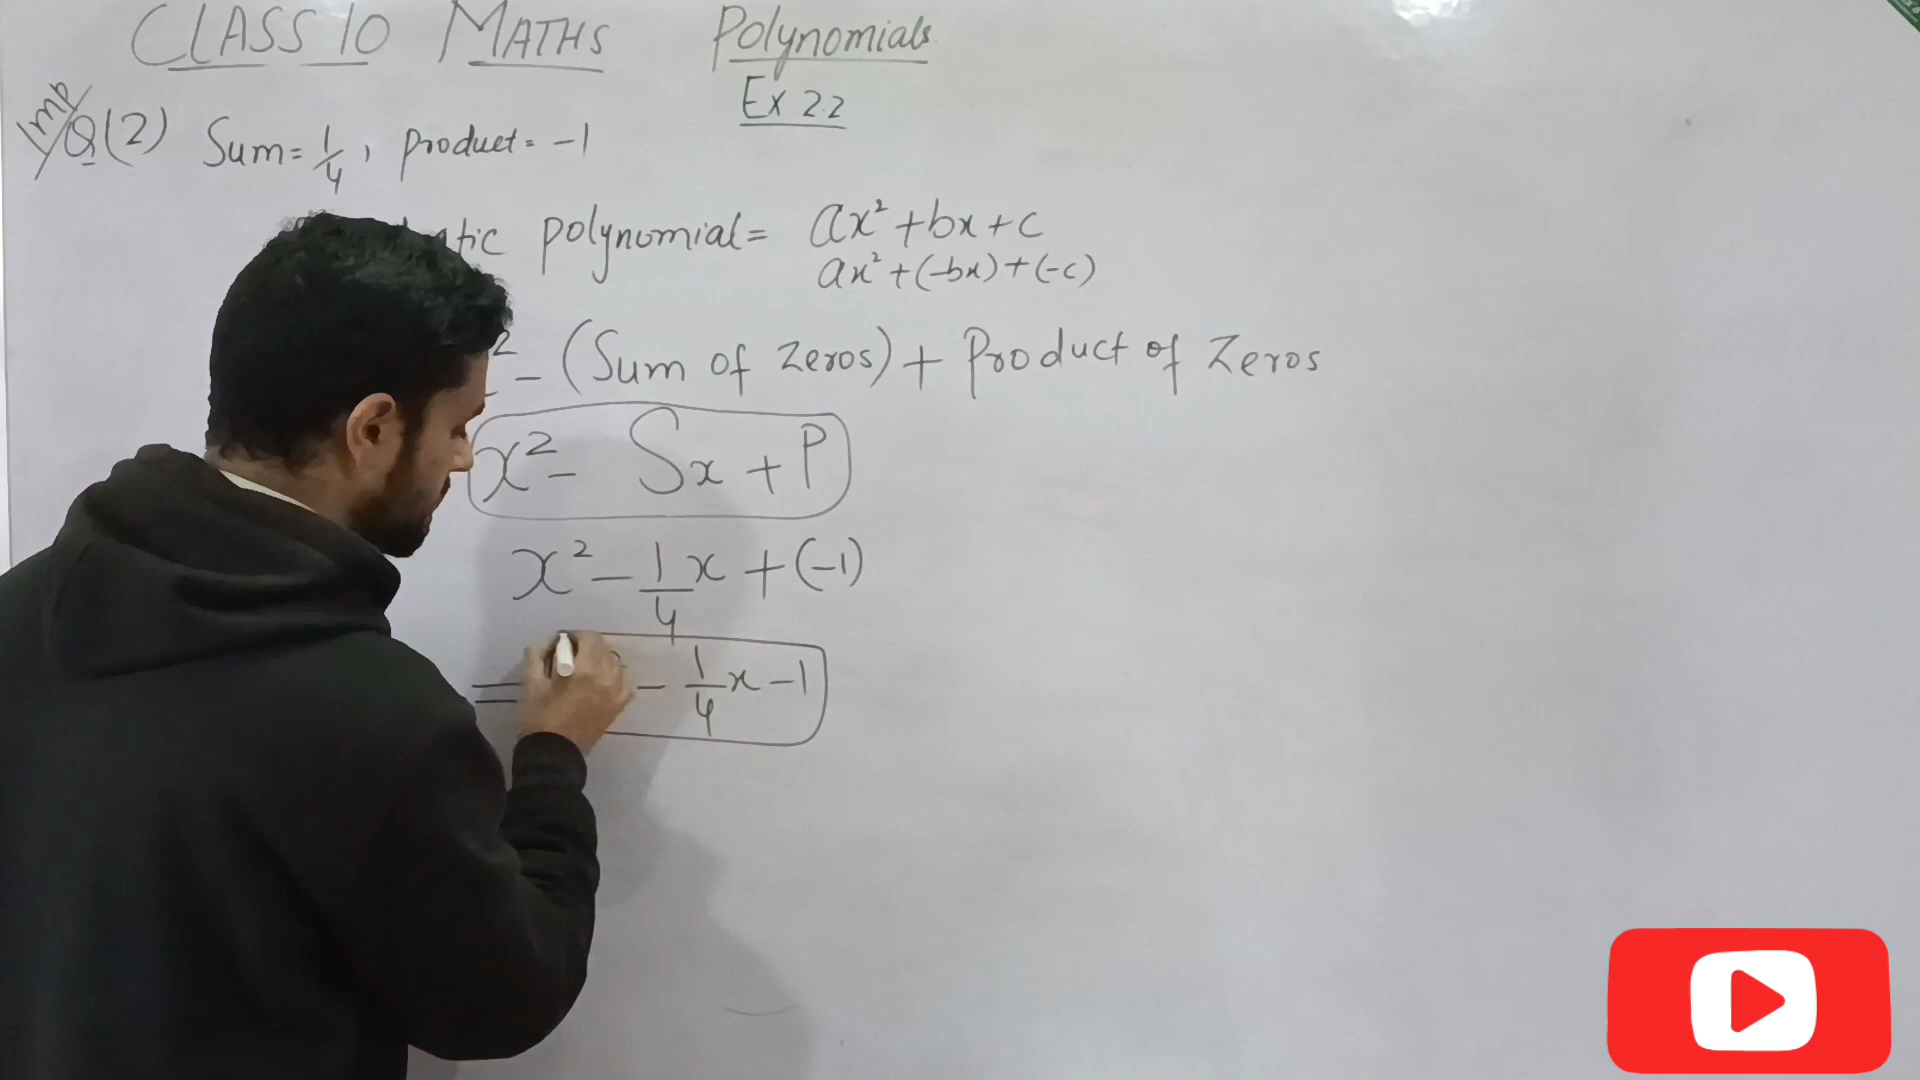 CLASS 10 MATHS Polynomials
Ex 2.2
Imp Q(2) Sum = 1/4, product = -1
polynomial = ax² + bx + c
ax² + (-bx) + (-c)
² - (Sum of Zeros) + Product of Zeros
x² - Sx + P
x² - 1/4 x + (-1)
= - 1/4 x - 1